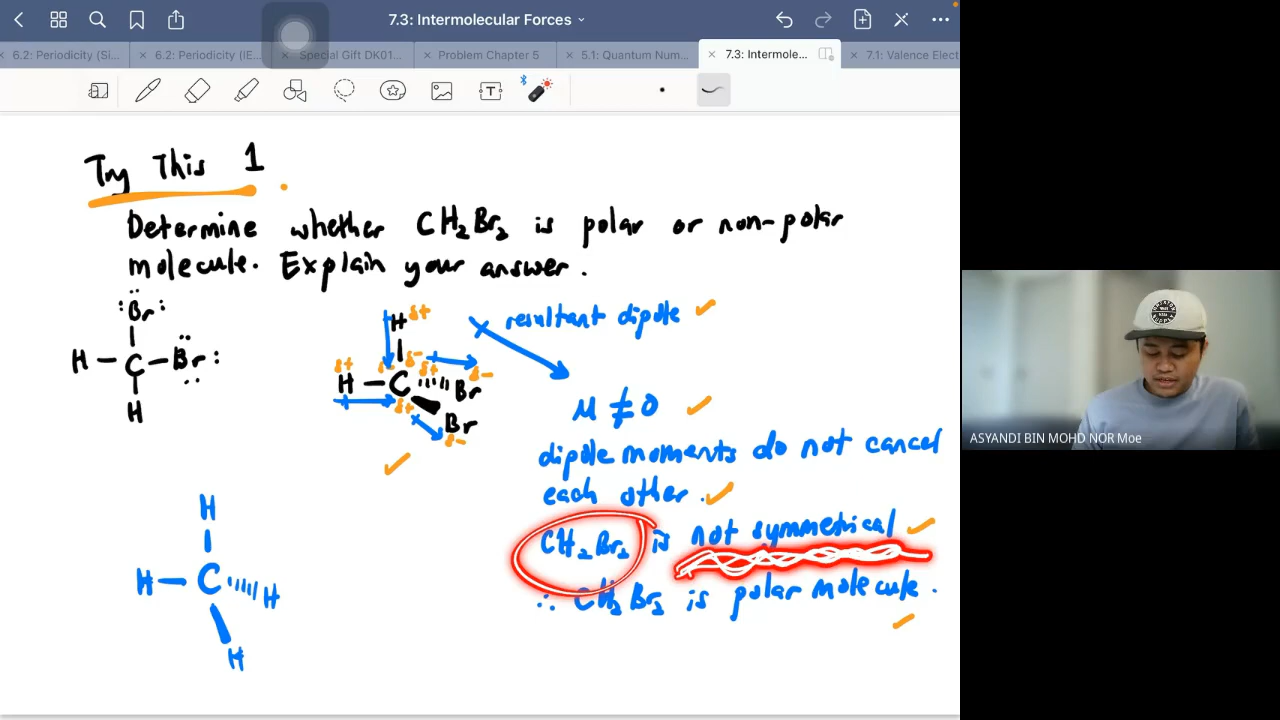 7.3: Intermolecular Forces
6.2: Periodicity (Si...
6.2: Periodicity (IE...
Special Gift DK01...
Problem Chapter 5
5.1: Quantum Num...
7.3: Intermole...
7.1: Valence Elect
T
Try This 1
Determine whether CH₂Br₂ is polar or non-polar
molecule. Explain your answer.
Br
H – C – Br
H
H δ+
δ+ δ- δ- δ+ δ-
H – C Br
δ+
Br
δ-
resultant dipole ✓
μ ≠ 0 ✓
dipole moments do not cancel
each other. ✓
CH₂Br₂ is not symmetrical ✓
∴ CH₂Br₂ is polar molecule.
✓
H
H – C H
H
ASYANDI BIN MOHD NOR Moe